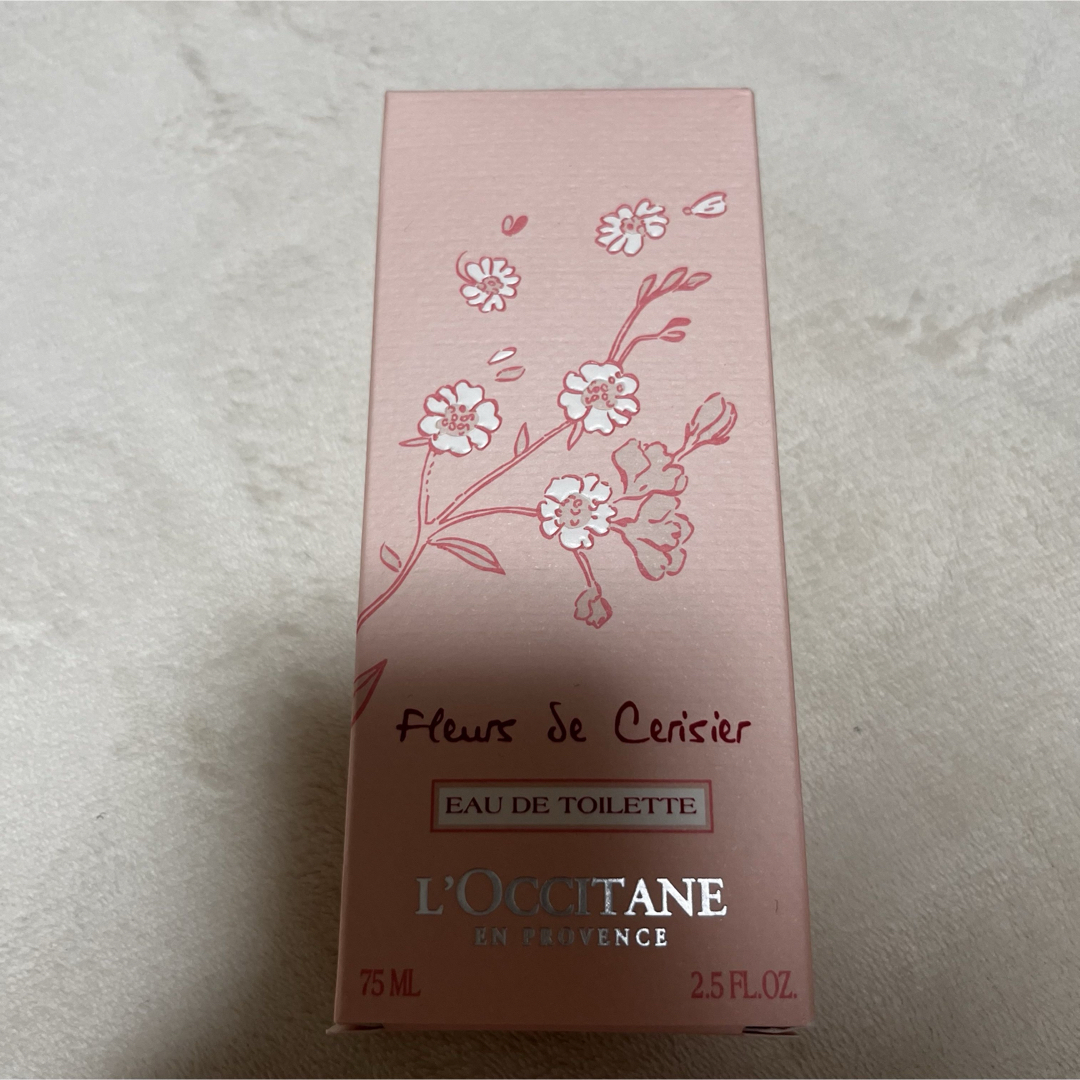 Fleurs de Cerisier
EAU DE TOILETTE
L'OCCITANE
EN PROVENCE
75 ML 2.5 FL.OZ.